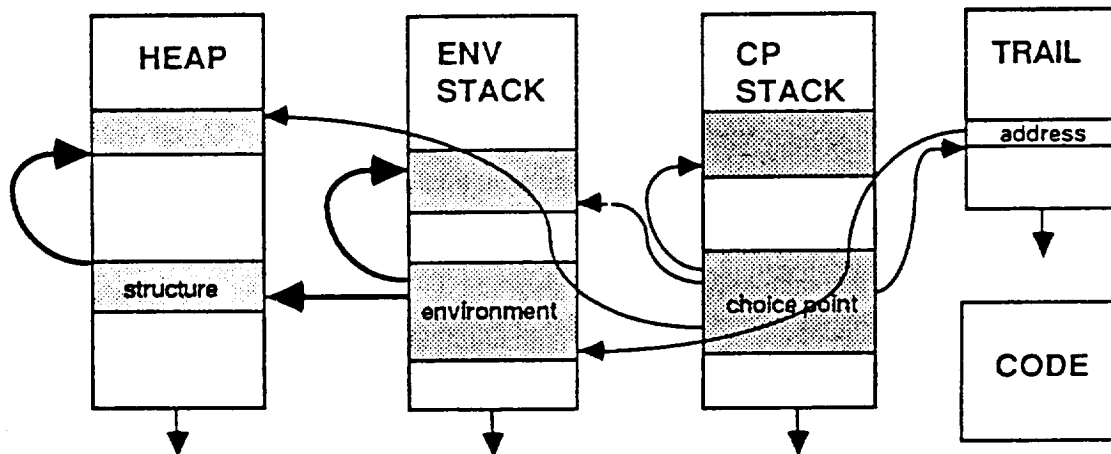 HEAP
structure
ENV
STACK
environment
CP
STACK
choice point
TRAIL
address
CODE